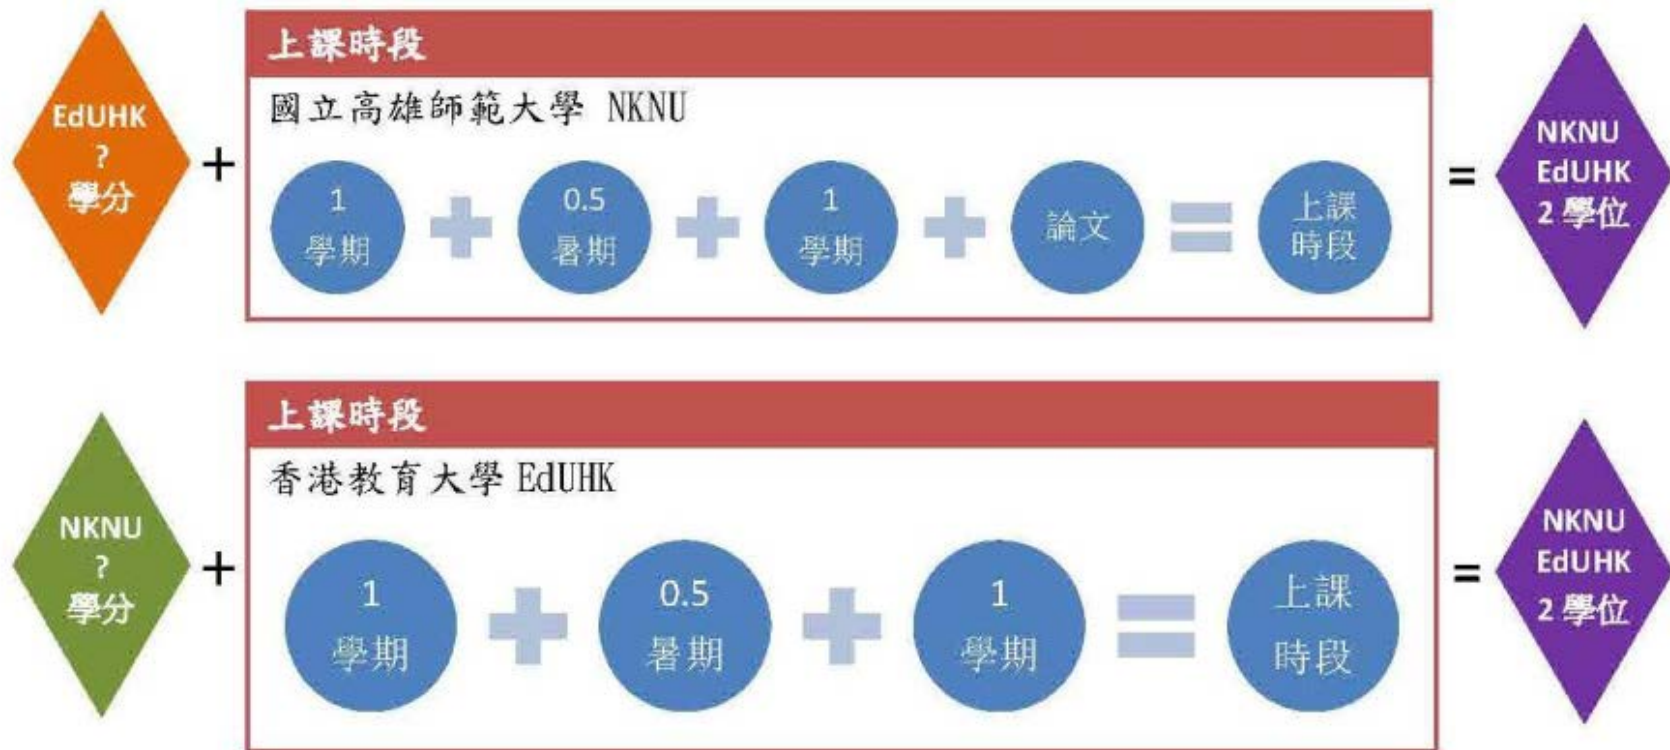 EdUHK
?
學分
+
上課時段
國立高雄師範大學 NKNU
1
學期
0.5
暑期
1
學期
論文
上課
時段
=
NKNU
EdUHK
2 學位
NKNU
?
學分
+
上課時段
香港教育大學 EdUHK
1
學期
0.5
暑期
1
學期
上課
時段
=
NKNU
EdUHK
2 學位